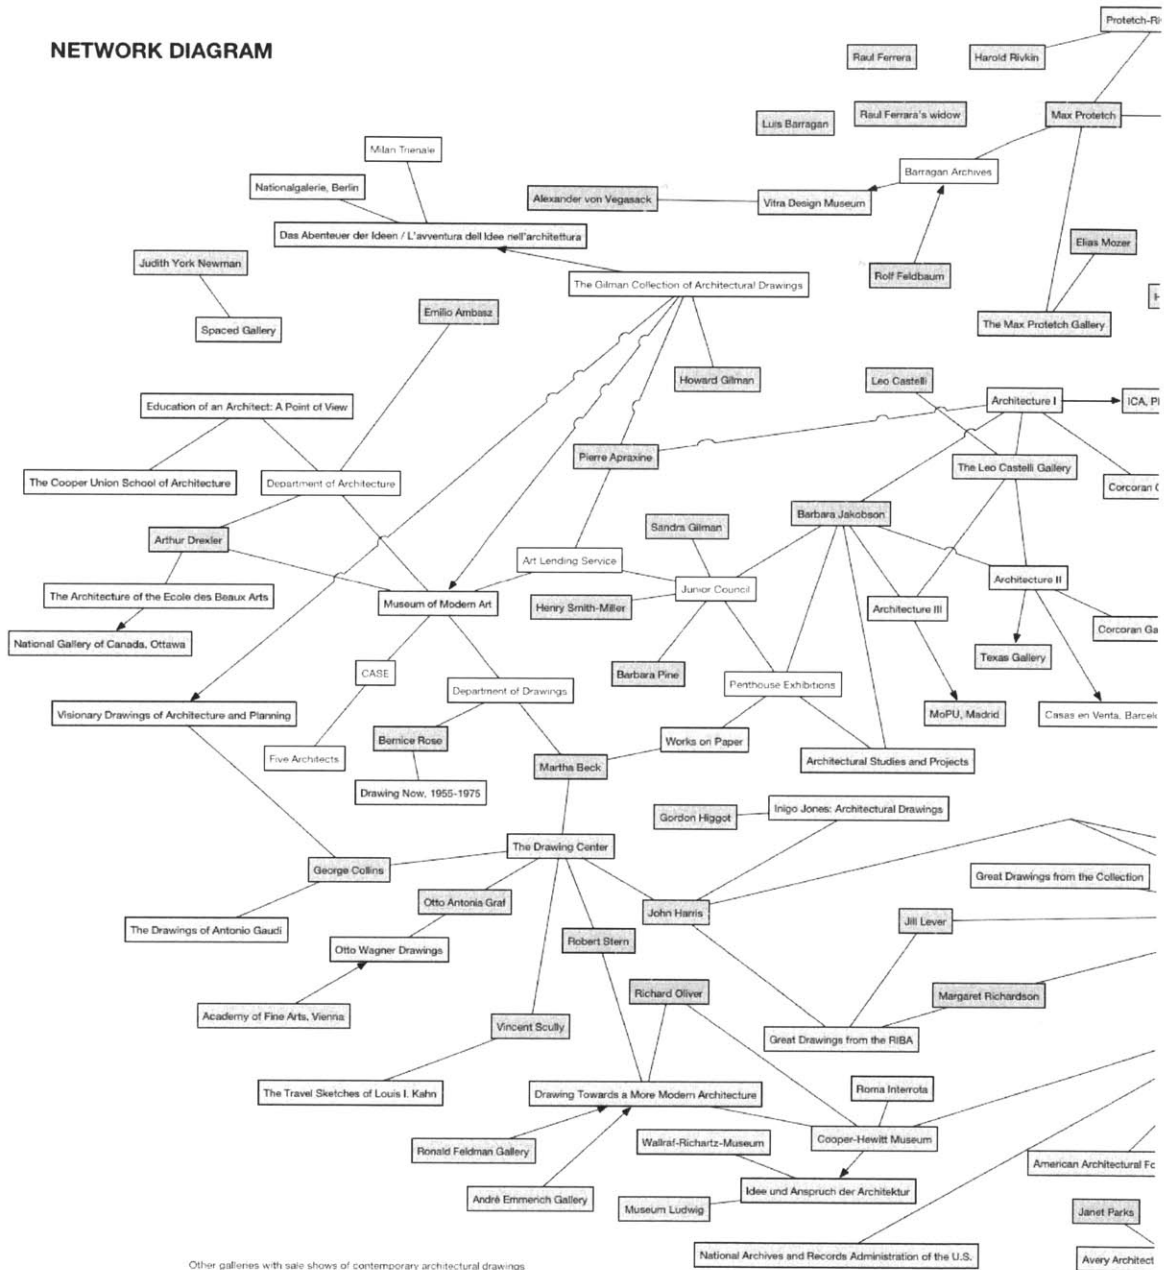 NETWORK DIAGRAM
Protetch-Ri
Raul Ferrera
Harold Rivkin
Luis Barragan
Raul Ferrara's widow
Max Protetch
Milan Trienale
Nationalgalerie, Berlin
Barragan Archives
Alexander von Vegasack
Vitra Design Museum
Das Abenteuer der Ideen / L'avventura dell Idee nell'architettura
Elias Mozer
Judith York Newman
Rolf Feldbaum
The Gilman Collection of Architectural Drawings
H
Emilio Ambasz
Spaced Gallery
The Max Protetch Gallery
Howard Gilman
Leo Castelli
Education of an Architect: A Point of View
Architecture I
ICA, P
Pierre Apraxine
The Leo Castelli Gallery
The Cooper Union School of Architecture
Department of Architecture
Corcoran
Barbara Jakobson
Sandra Gilman
Arthur Drexler
Art Lending Service
Architecture II
Junior Council
The Architecture of the Ecole des Beaux Arts
Museum of Modern Art
Henry Smith-Miller
Architecture III
Corcoran Ga
National Gallery of Canada, Ottawa
Texas Gallery
CASE
Barbara Pine
Penthouse Exhibitions
Department of Drawings
Visionary Drawings of Architecture and Planning
MoPU, Madrid
Casas en Venta, Barcel
Bernice Rose
Works on Paper
Five Architects
Martha Beck
Architectural Studies and Projects
Drawing Now, 1955-1975
Gordon Higgot
Inigo Jones: Architectural Drawings
The Drawing Center
George Collins
Great Drawings from the Collection
Otto Antonia Graf
John Harris
Jill Lever
The Drawings of Antonio Gaudi
Robert Stern
Otto Wagner Drawings
Richard Oliver
Margaret Richardson
Academy of Fine Arts, Vienna
Vincent Scully
Great Drawings from the RIBA
The Travel Sketches of Louis I. Kahn
Drawing Towards a More Modern Architecture
Roma Interrota
Ronald Feldman Gallery
Wallraf-Richartz-Museum
Cooper-Hewitt Museum
American Architectural Fo
André Emmerich Gallery
Idee und Anspruch der Architektur
Museum Ludwig
Janet Parks
National Archives and Records Administration of the U.S.
Avery Architect
Other galleries with sale shows of contemporary architectural drawings